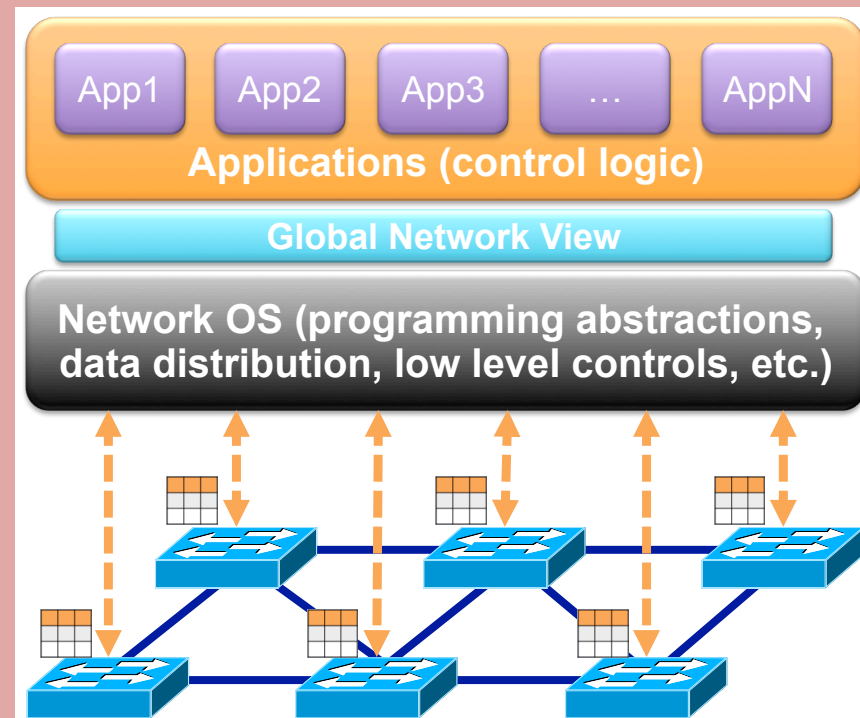 App1 App2 App3 ... AppN
Applications (control logic)
Global Network View
Network OS (programming abstractions,
data distribution, low level controls, etc.)